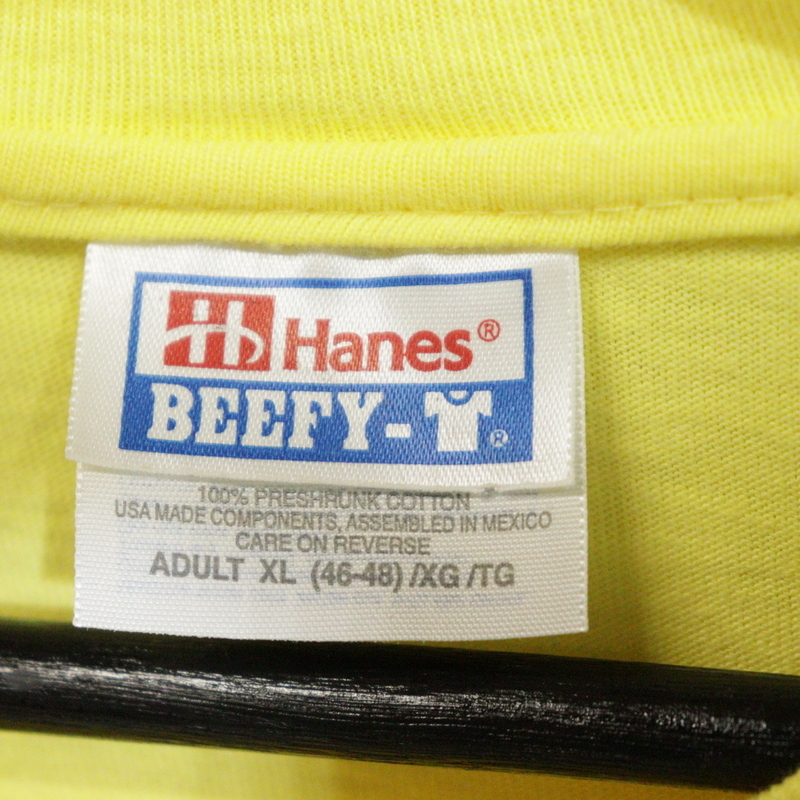 H Hanes®
BEEFY-T®
100% PRESHRUNK COTTON
USA MADE COMPONENTS, ASSEMBLED IN MEXICO
CARE ON REVERSE
ADULT XL (46-48) /XG /TG